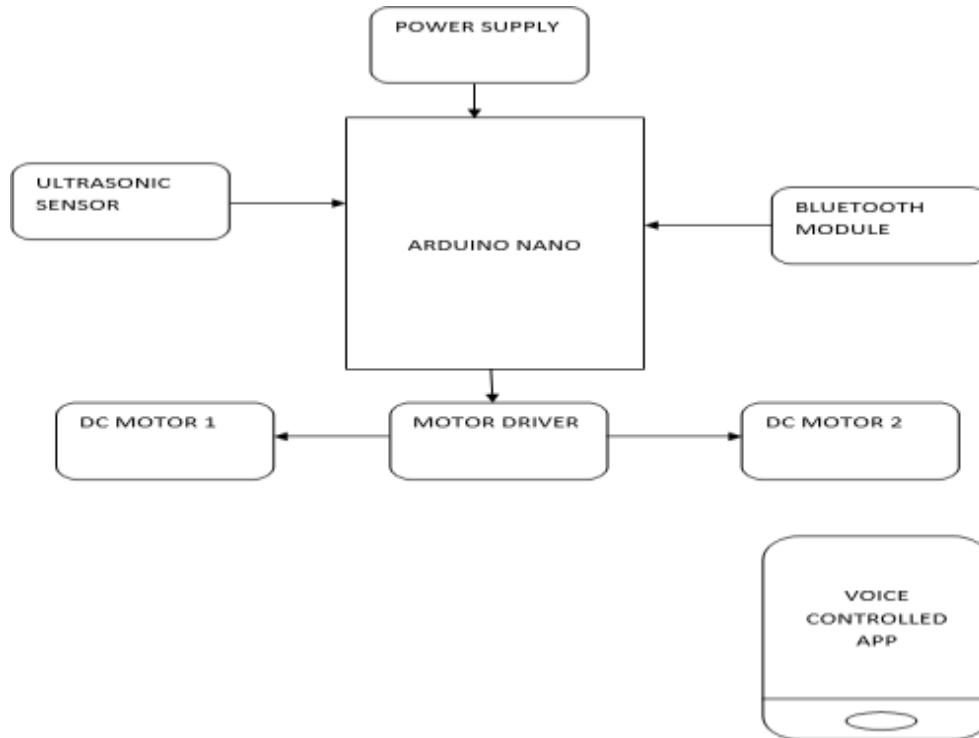 POWER SUPPLY
ULTRASONIC
SENSOR
ARDUINO NANO
BLUETOOTH
MODULE
DC MOTOR 1
MOTOR DRIVER
DC MOTOR 2
VOICE
CONTROLLED
APP